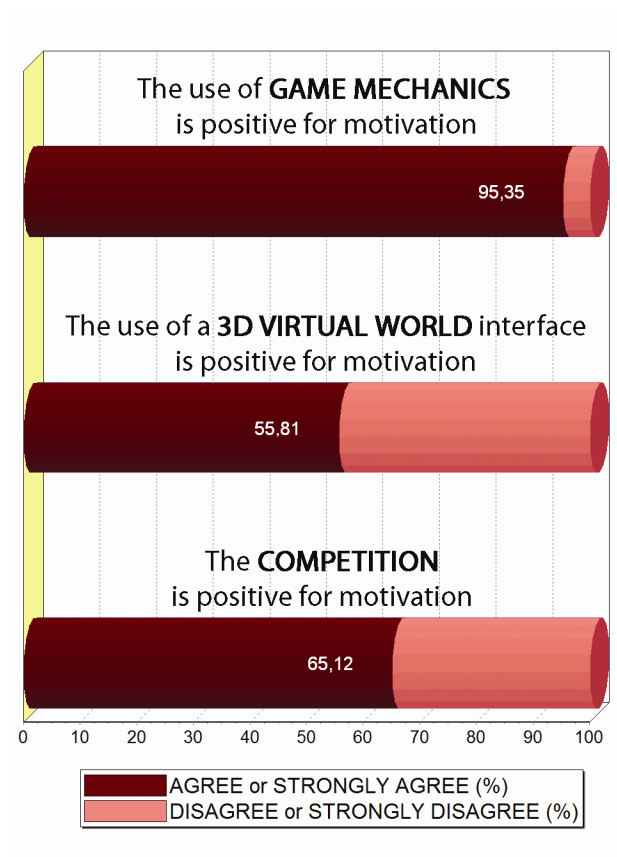 The use of GAME MECHANICS
is positive for motivation
95,35
The use of a 3D VIRTUAL WORLD interface
is positive for motivation
55,81
The COMPETITION
is positive for motivation
65,12
0 10 20 30 40 50 60 70 80 90 100
AGREE or STRONGLY AGREE (%)
DISAGREE or STRONGLY DISAGREE (%)